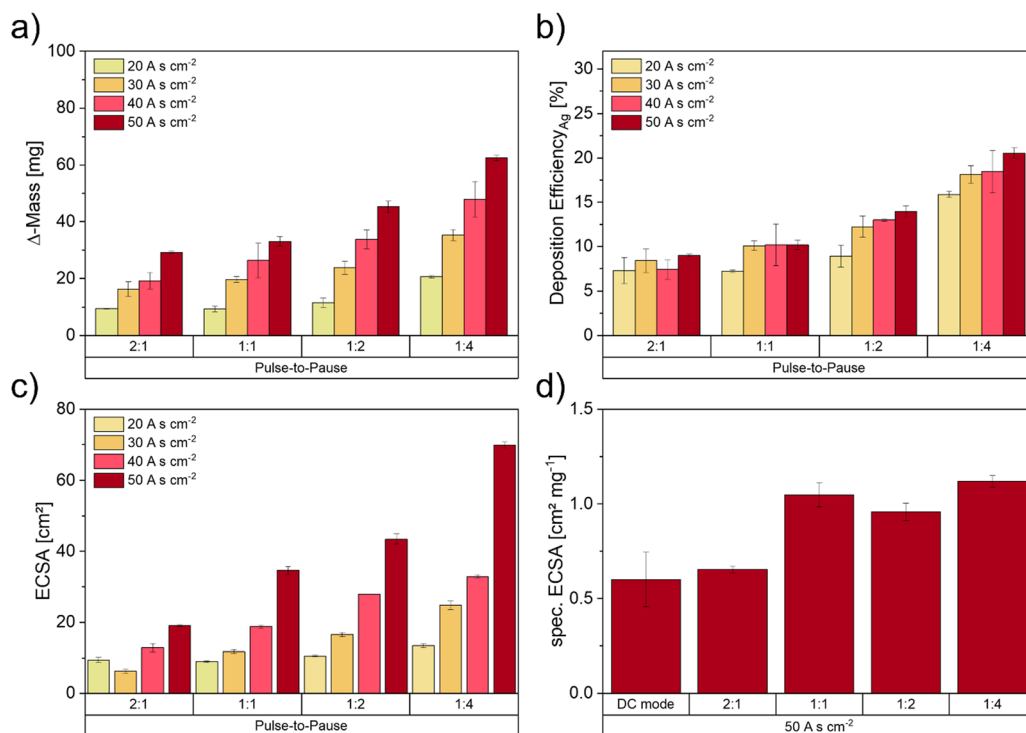 a)
100
80
60
40
20
0
Δ-Mass [mg]
20 A s cm⁻²
30 A s cm⁻²
40 A s cm⁻²
50 A s cm⁻²
2:1 1:1 1:2 1:4
Pulse-to-Pause
b)
30
25
20
15
10
5
0
Deposition Efficiency_Ag [%]
20 A s cm⁻²
30 A s cm⁻²
40 A s cm⁻²
50 A s cm⁻²
2:1 1:1 1:2 1:4
Pulse-to-Pause
c)
80
60
40
20
0
ECSA [cm²]
20 A s cm⁻²
30 A s cm⁻²
40 A s cm⁻²
50 A s cm⁻²
2:1 1:1 1:2 1:4
Pulse-to-Pause
d)
1.5
1.0
0.5
0.0
spec. ECSA [cm² mg⁻¹]
DC mode 2:1 1:1 1:2 1:4
50 A s cm⁻²